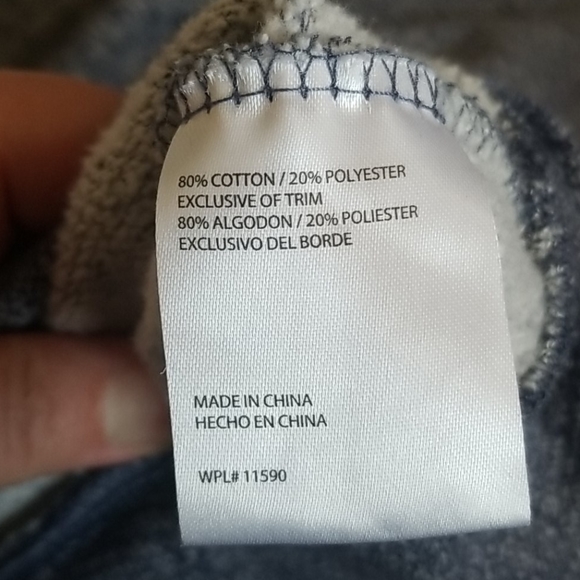 80% COTTON / 20% POLYESTER
EXCLUSIVE OF TRIM
80% ALGODON / 20% POLIESTER
EXCLUSIVO DEL BORDE
MADE IN CHINA
HECHO EN CHINA
WPL# 11590